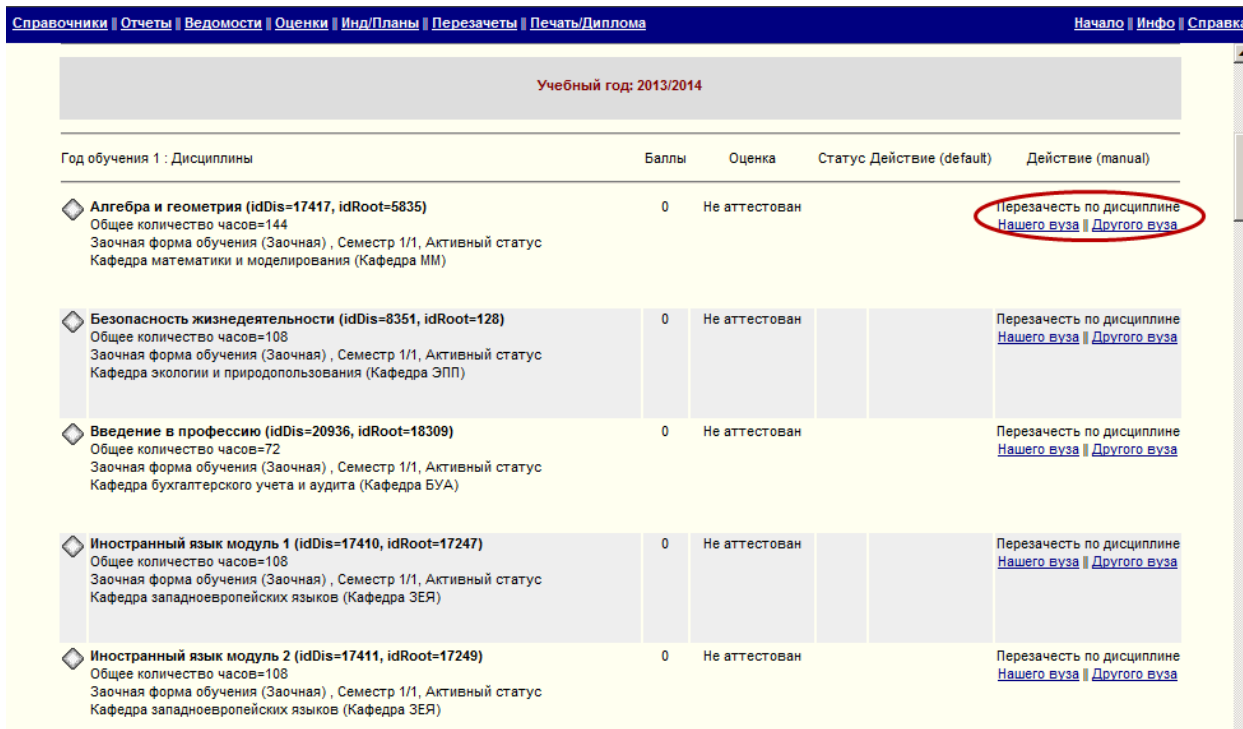 Справочники || Отчеты || Ведомости || Оценки || Инд/Планы || Перезачеты || Печать/Диплома Начало || Инфо || Справка
Учебный год: 2013/2014
Год обучения 1 : Дисциплины Баллы Оценка Статус Действие (default) Действие (manual)
Алгебра и геометрия (idDis=17417, idRoot=5835) 0 Не аттестован Перезачесть по дисциплине
Общее количество часов=144 Нашего вуза || Другого вуза
Заочная форма обучения (Заочная) , Семестр 1/1, Активный статус
Кафедра математики и моделирования (Кафедра ММ)
Безопасность жизнедеятельности (idDis=8351, idRoot=128) 0 Не аттестован Перезачесть по дисциплине
Общее количество часов=108 Нашего вуза || Другого вуза
Заочная форма обучения (Заочная) , Семестр 1/1, Активный статус
Кафедра экологии и природопользования (Кафедра ЭПП)
Введение в профессию (idDis=20936, idRoot=18309) 0 Не аттестован Перезачесть по дисциплине
Общее количество часов=72 Нашего вуза || Другого вуза
Заочная форма обучения (Заочная) , Семестр 1/1, Активный статус
Кафедра бухгалтерского учета и аудита (Кафедра БУА)
Иностранный язык модуль 1 (idDis=17410, idRoot=17247) 0 Не аттестован Перезачесть по дисциплине
Общее количество часов=108 Нашего вуза || Другого вуза
Заочная форма обучения (Заочная) , Семестр 1/1, Активный статус
Кафедра западноевропейских языков (Кафедра ЗЕЯ)
Иностранный язык модуль 2 (idDis=17411, idRoot=17249) 0 Не аттестован Перезачесть по дисциплине
Общее количество часов=108 Нашего вуза || Другого вуза
Заочная форма обучения (Заочная) , Семестр 1/1, Активный статус
Кафедра западноевропейских языков (Кафедра ЗЕЯ)